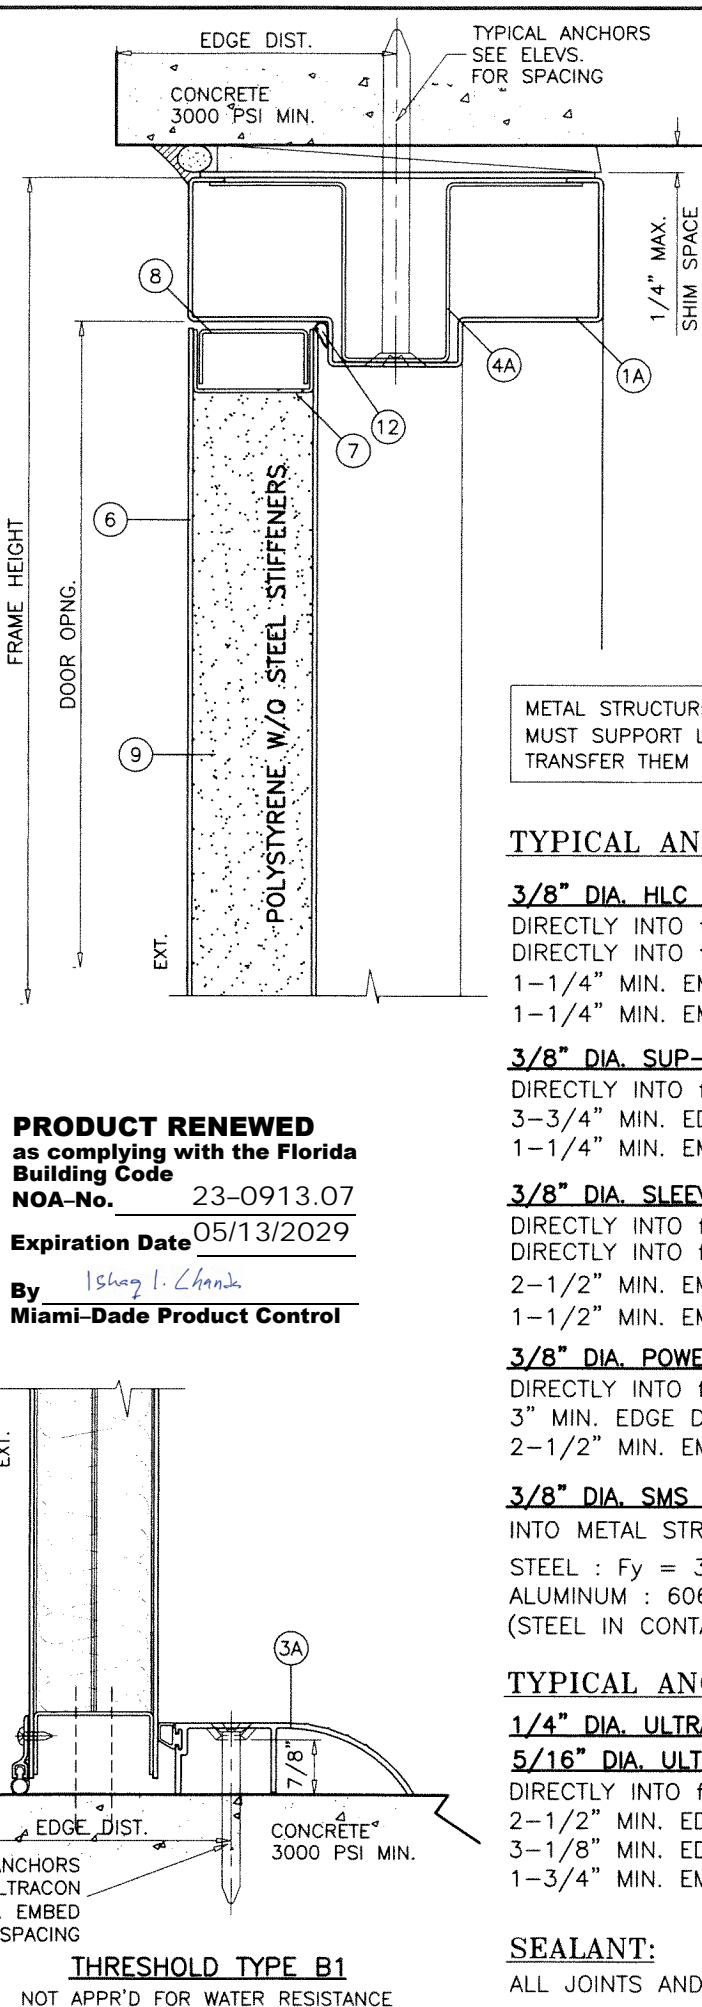 EDGE DIST.
TYPICAL ANCHORS
SEE ELEVS.
FOR SPACING
CONCRETE
3000 PSI MIN.
1/4" MAX.
SHIM SPACE
8
4A
1A
12
7
6
9
FRAME HEIGHT
DOOR OPNG.
POLYSTYRENE W/O STEEL STIFFENERS
EXT.
METAL STRUCTUR
MUST SUPPORT L
TRANSFER THEM
TYPICAL AN
3/8" DIA. HLC
DIRECTLY INTO
DIRECTLY INTO
1-1/4" MIN. EM
1-1/4" MIN. EM
3/8" DIA. SUP-
DIRECTLY INTO f
3-3/4" MIN. ED
1-1/4" MIN. EM
3/8" DIA. SLEEV
DIRECTLY INTO f
DIRECTLY INTO f
2-1/2" MIN. EM
1-1/2" MIN. EM
3/8" DIA. POWE
DIRECTLY INTO f
3" MIN. EDGE D
2-1/2" MIN. EM
3/8" DIA. SMS
INTO METAL STR
STEEL : Fy = 3
ALUMINUM : 606
(STEEL IN CONTA
TYPICAL ANC
1/4" DIA. ULTRA
5/16" DIA. ULT
DIRECTLY INTO f
2-1/2" MIN. ED
3-1/8" MIN. ED
1-3/4" MIN. EM
SEALANT:
ALL JOINTS AND
PRODUCT RENEWED
as complying with the Florida
Building Code
NOA-No. 23-0913.07
Expiration Date 05/13/2029
By Ishaq I. Chanda
Miami-Dade Product Control
EXT.
3A
7/8"
EDGE DIST.
CONCRETE
3000 PSI MIN.
ANCHORS
LTRACON
EMBED
SPACING
THRESHOLD TYPE B1
NOT APPR'D FOR WATER RESISTANCE